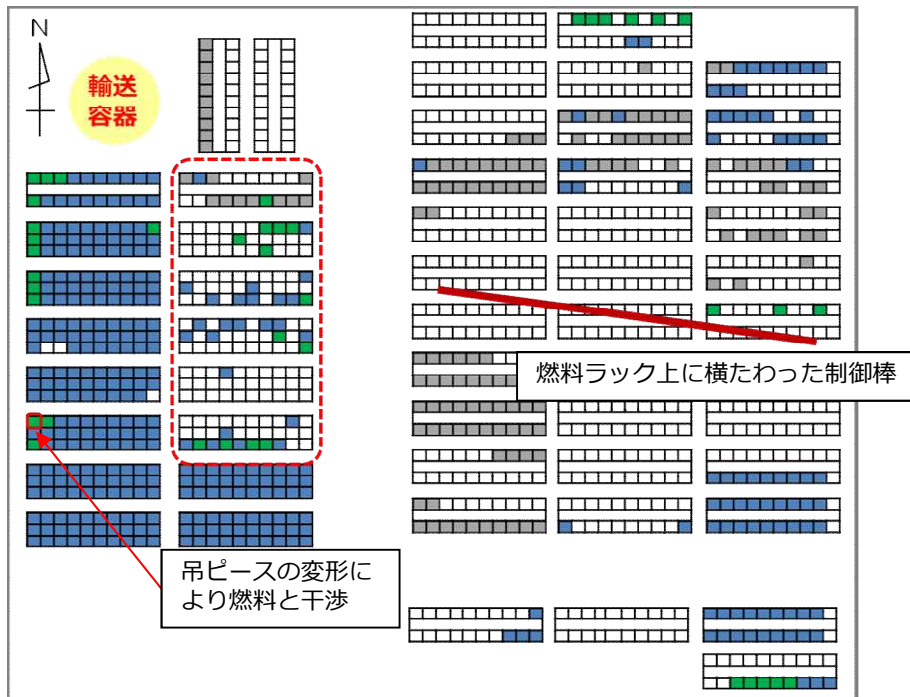 N
輸送
容器
燃料ラック上に横たわった制御棒
吊ピースの変形に
より燃料と干渉